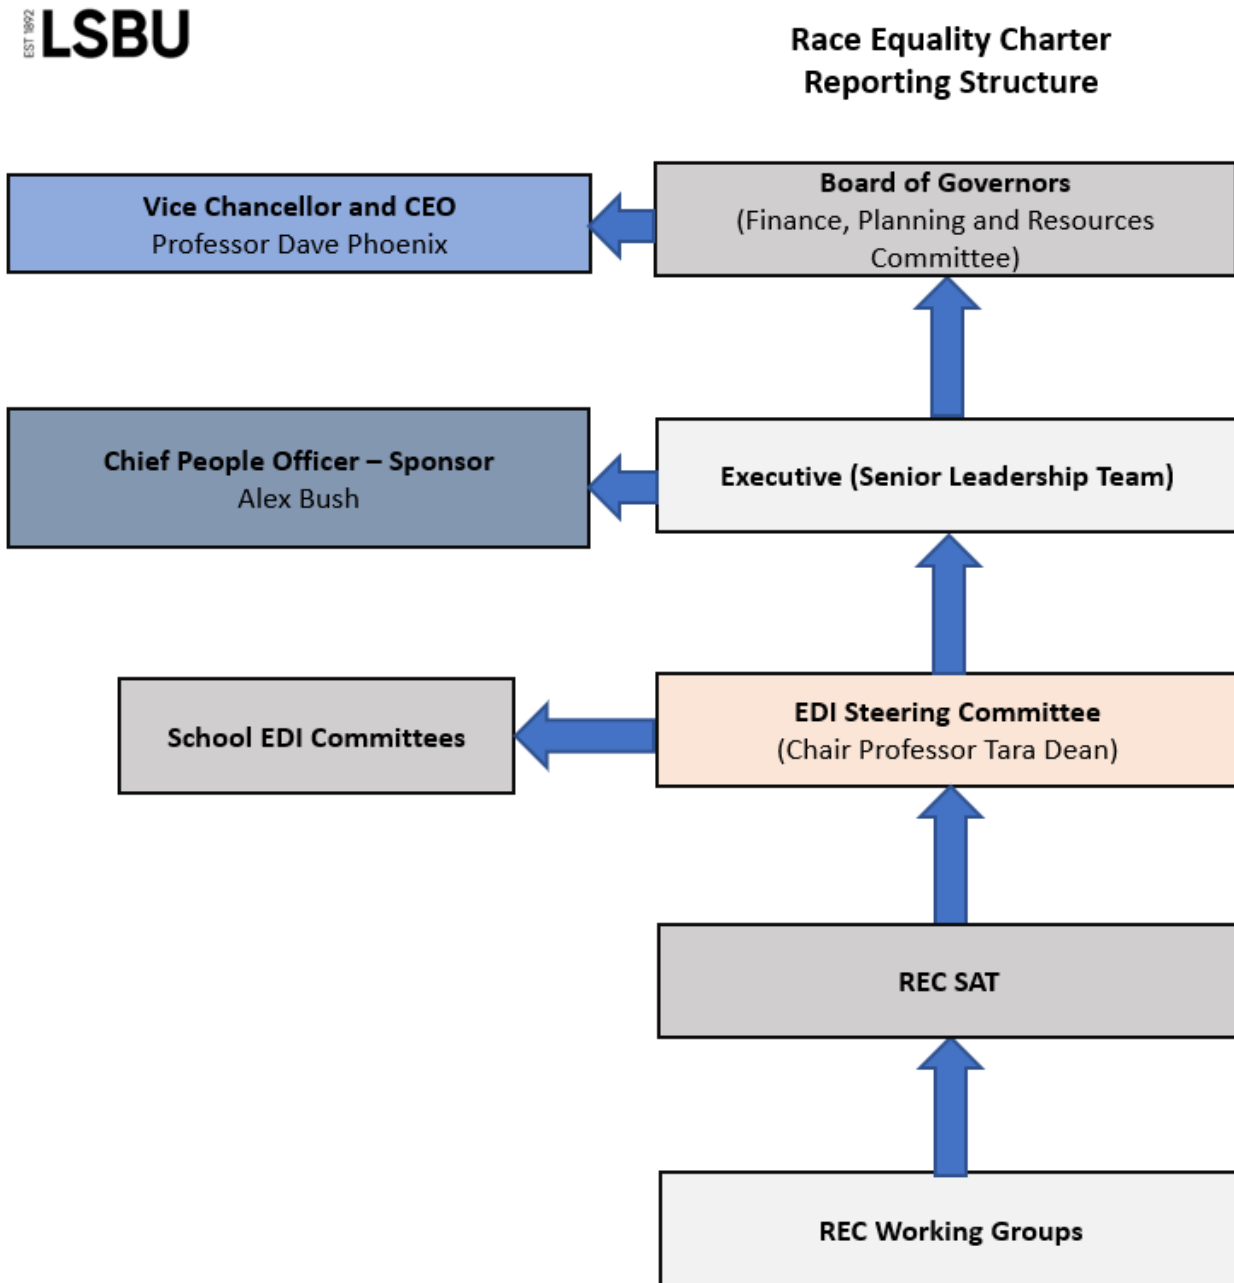 EST 1892
LSBU
Race Equality Charter
Reporting Structure
Vice Chancellor and CEO
Professor Dave Phoenix
Board of Governors
(Finance, Planning and Resources
Committee)
Chief People Officer – Sponsor
Alex Bush
Executive (Senior Leadership Team)
School EDI Committees
EDI Steering Committee
(Chair Professor Tara Dean)
REC SAT
REC Working Groups